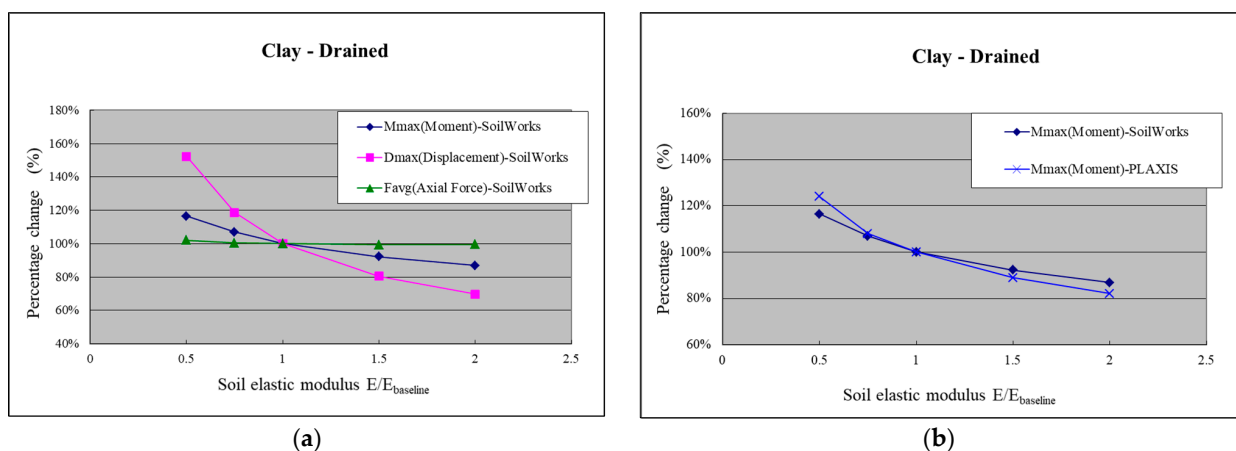 Clay - Drained
180%
160%
140%
120%
100%
80%
60%
40%
Percentage change (%)
Mmax(Moment)-SoilWorks
Dmax(Displacement)-SoilWorks
Favg(Axial Force)-SoilWorks
0
0.5
1
1.5
2
2.5
Soil elastic modulus E/Ebaseline
(a)
Clay - Drained
160%
140%
120%
100%
80%
60%
Percentage change (%)
Mmax(Moment)-SoilWorks
Mmax(Moment)-PLAXIS
0
0.5
1
1.5
2
2.5
Soil elastic modulus E/Ebaseline
(b)